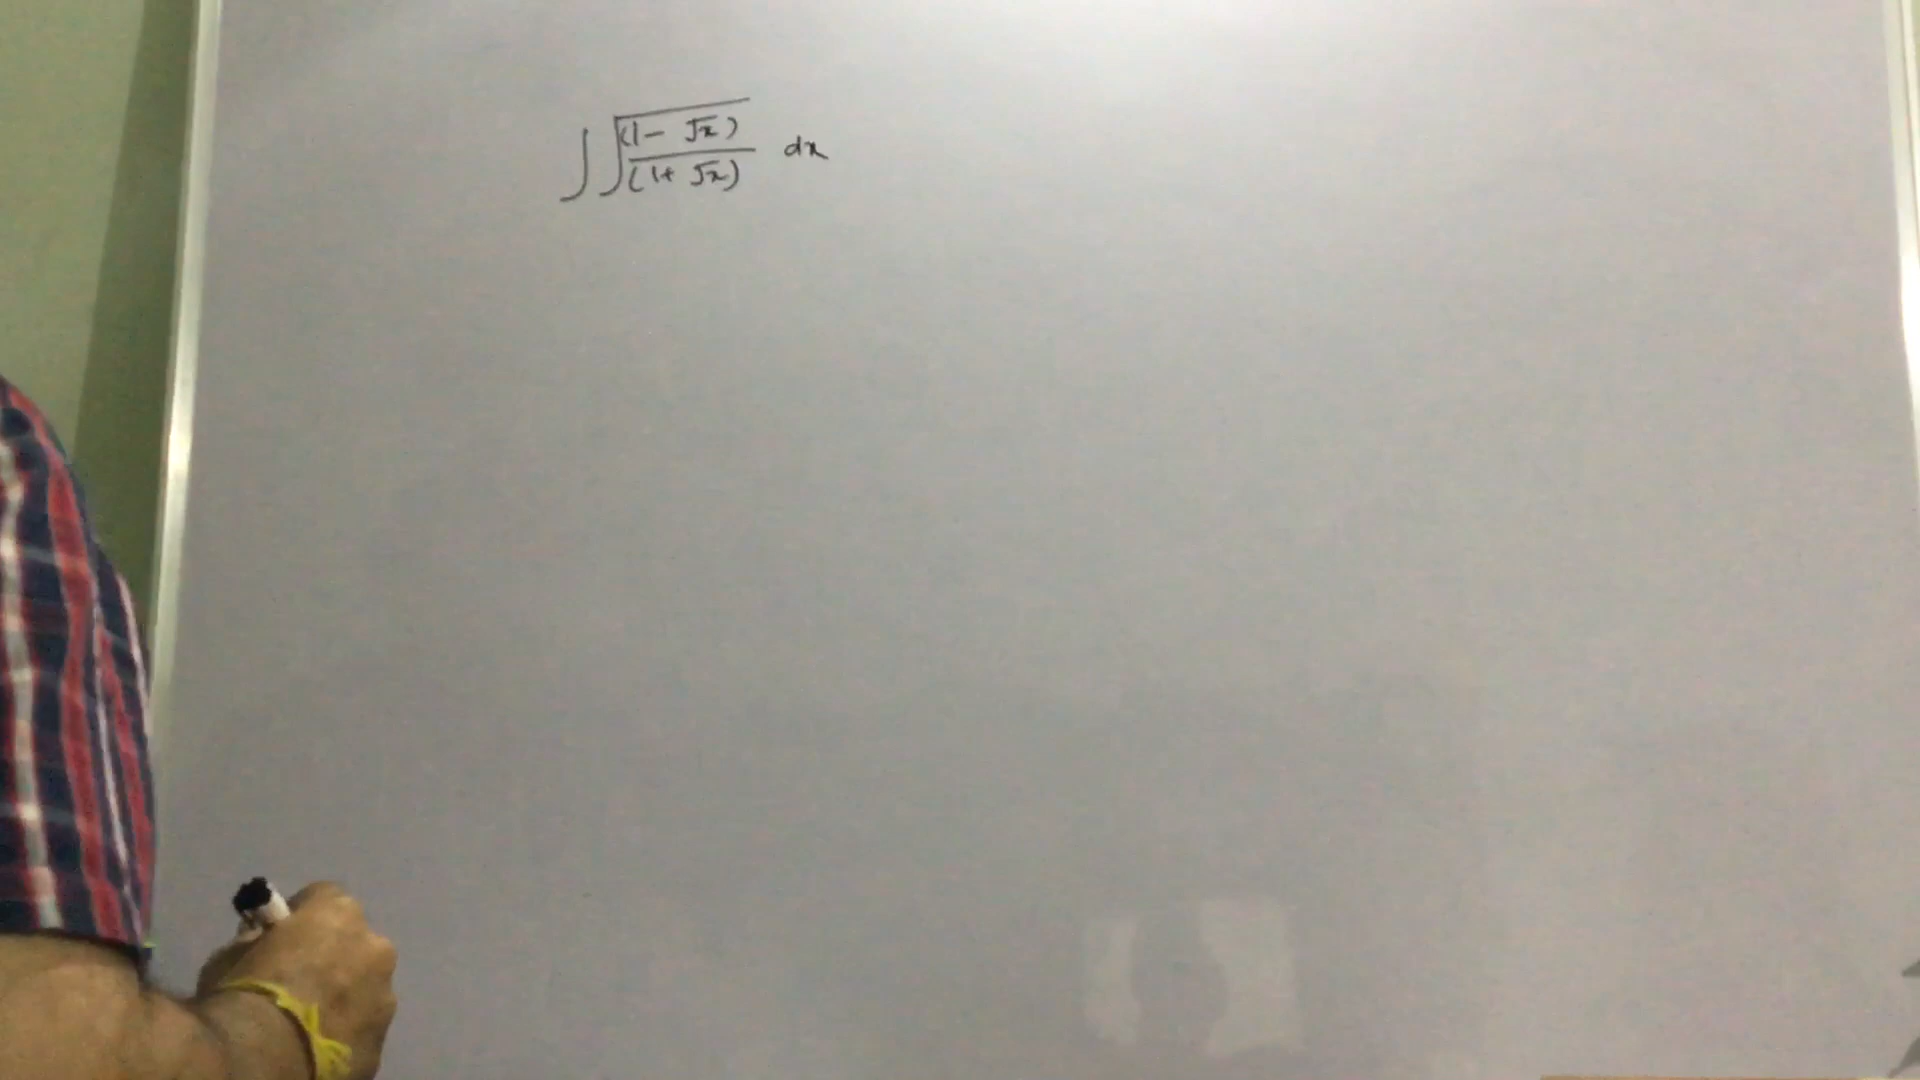 ∫ √((1 - √x) / (1 + √x)) dx